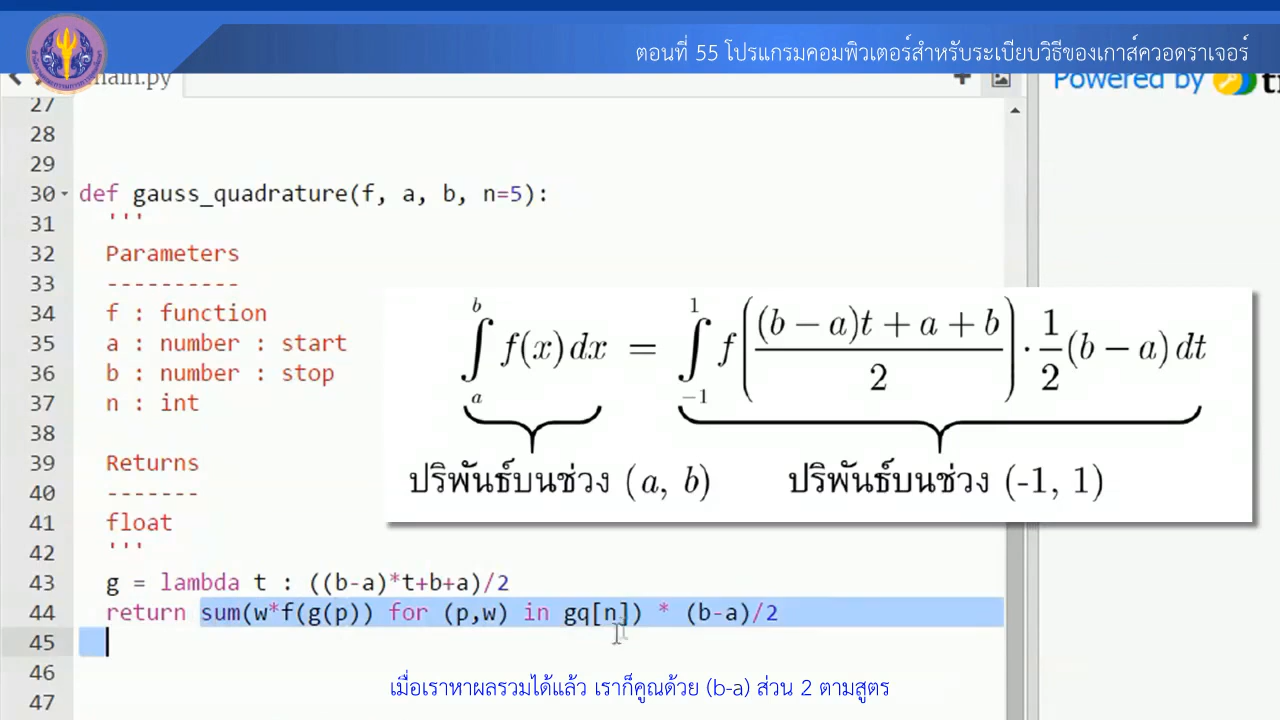 ตอนที่ 55 โปรแกรมคอมพิวเตอร์สำหรับระเบียบวิธีของเกาส์ควอดราเจอร์
main.py
+
Powered by
27
28
29
30 def gauss_quadrature(f, a, b, n=5):
31 '''
32 Parameters
33 ----------
34 f : function
35 a : number : start
36 b : number : stop
37 n : int
38
39 Returns
40 -------
41 float
42 '''
43 g = lambda t : ((b-a)*t+b+a)/2
44 return sum(w*f(g(p)) for (p,w) in gq[n]) * (b-a)/2
45
46
47
∫_a^b f(x) dx = ∫_{-1}^{1} f( ((b − a)t + a + b) / 2 ) · 1/2 (b − a) dt
ปริพันธ์บนช่วง (a, b) ปริพันธ์บนช่วง (-1, 1)
เมื่อเราหาผลรวมได้แล้ว เราก็คูณด้วย (b-a) ส่วน 2 ตามสูตร